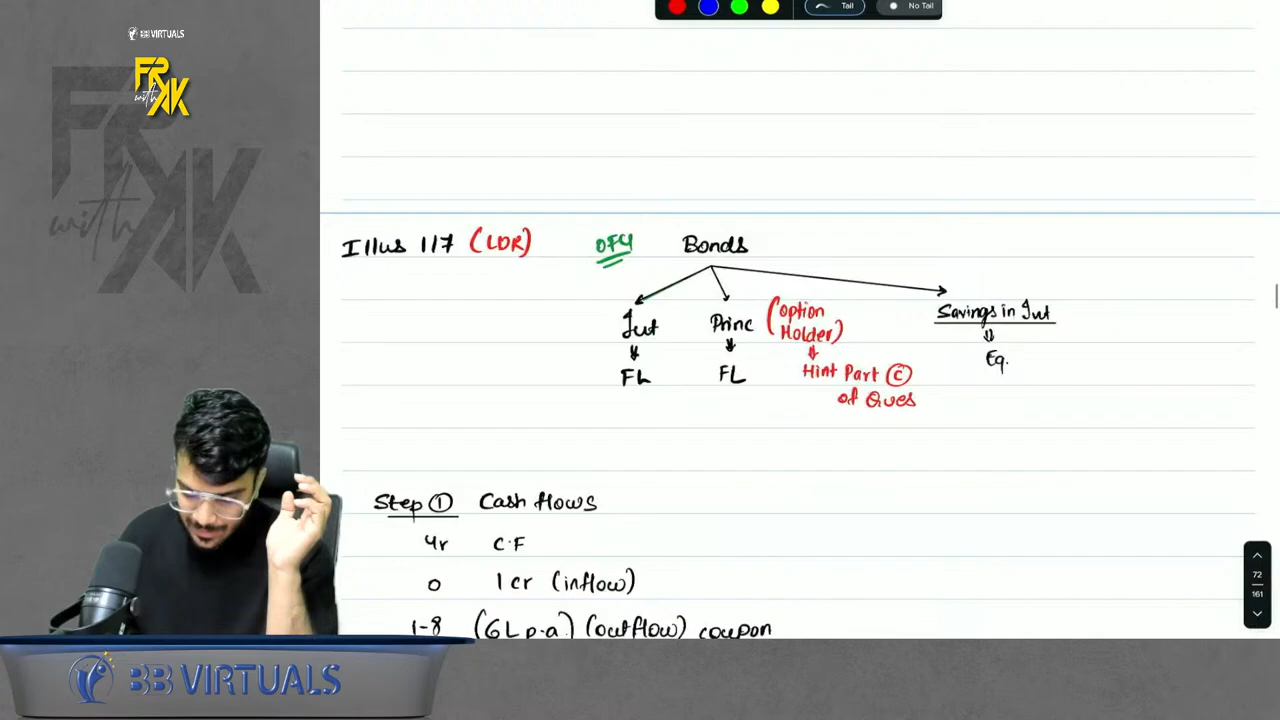 Tail
No Tail
BB VIRTUALS
FR
with
KK
Illus 117 (LDR)
OFY
Bonds
Int
Princ
(Option Holder)
Savings in Int
FL
FL
Hint Part (C) of Ques
Eq.
Step ① Cash flows
Yr C.F
0 1 cr (inflow)
1-8 (6L p.a) (outflow) coupon
72
161
BB VIRTUALS